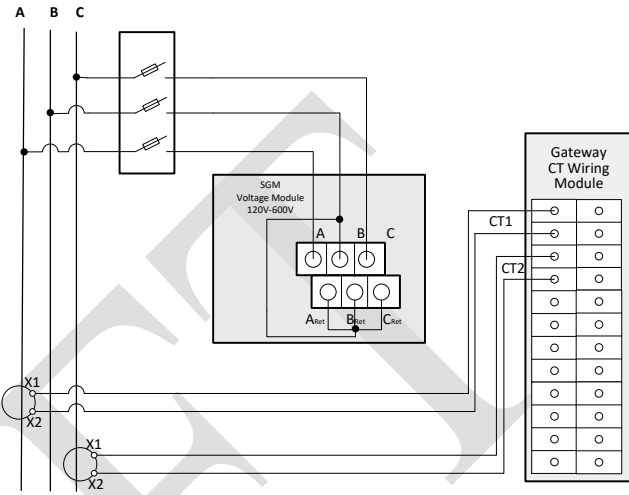 A B C
SGM
Voltage Module
120V-600V
A B C
ARet BRet CRet
Gateway
CT Wiring
Module
CT1
CT2
X1
X2
X1
X2